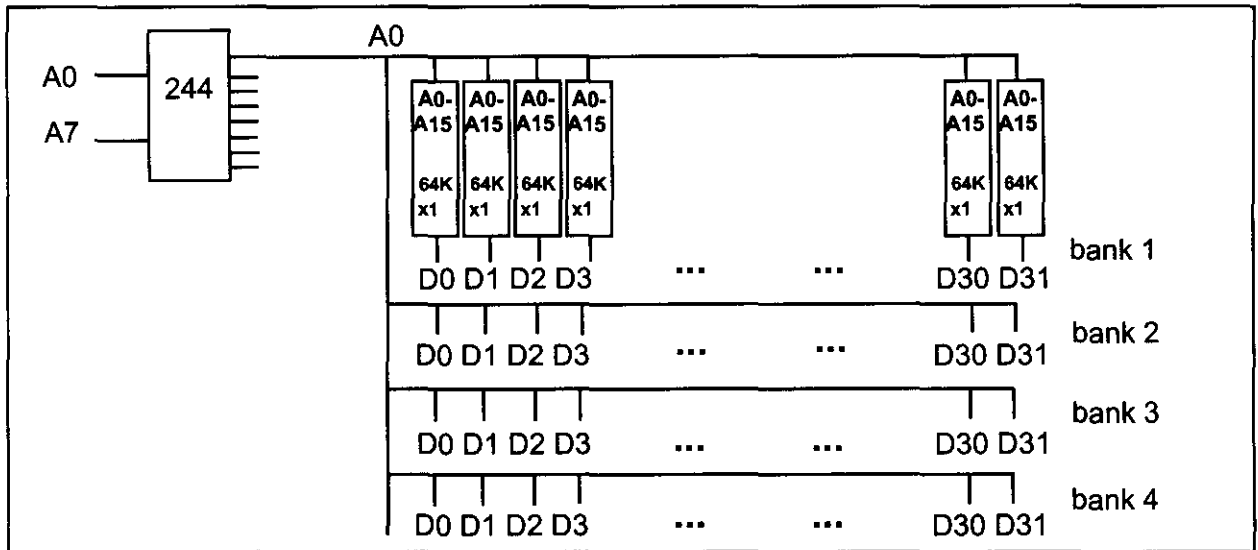 A0
A0
244
A7
A0-A15 64K x1
A0-A15 64K x1
A0-A15 64K x1
A0-A15 64K x1
A0-A15 64K x1
A0-A15 64K x1
D0 D1 D2 D3 ... ... D30 D31 bank 1
D0 D1 D2 D3 ... ... D30 D31 bank 2
D0 D1 D2 D3 ... ... D30 D31 bank 3
D0 D1 D2 D3 ... ... D30 D31 bank 4